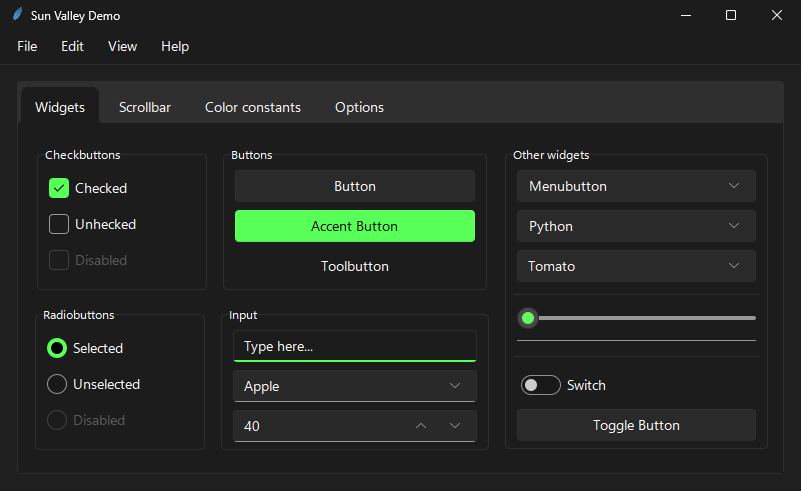 Sun Valley Demo
File Edit View Help
Widgets Scrollbar Color constants Options
Checkbuttons
Checked
Unhecked
Disabled
Buttons
Button
Accent Button
Toolbutton
Other widgets
Menubutton
Python
Tomato
Radiobuttons
Selected
Unselected
Disabled
Input
Type here...
Apple
40
Switch
Toggle Button